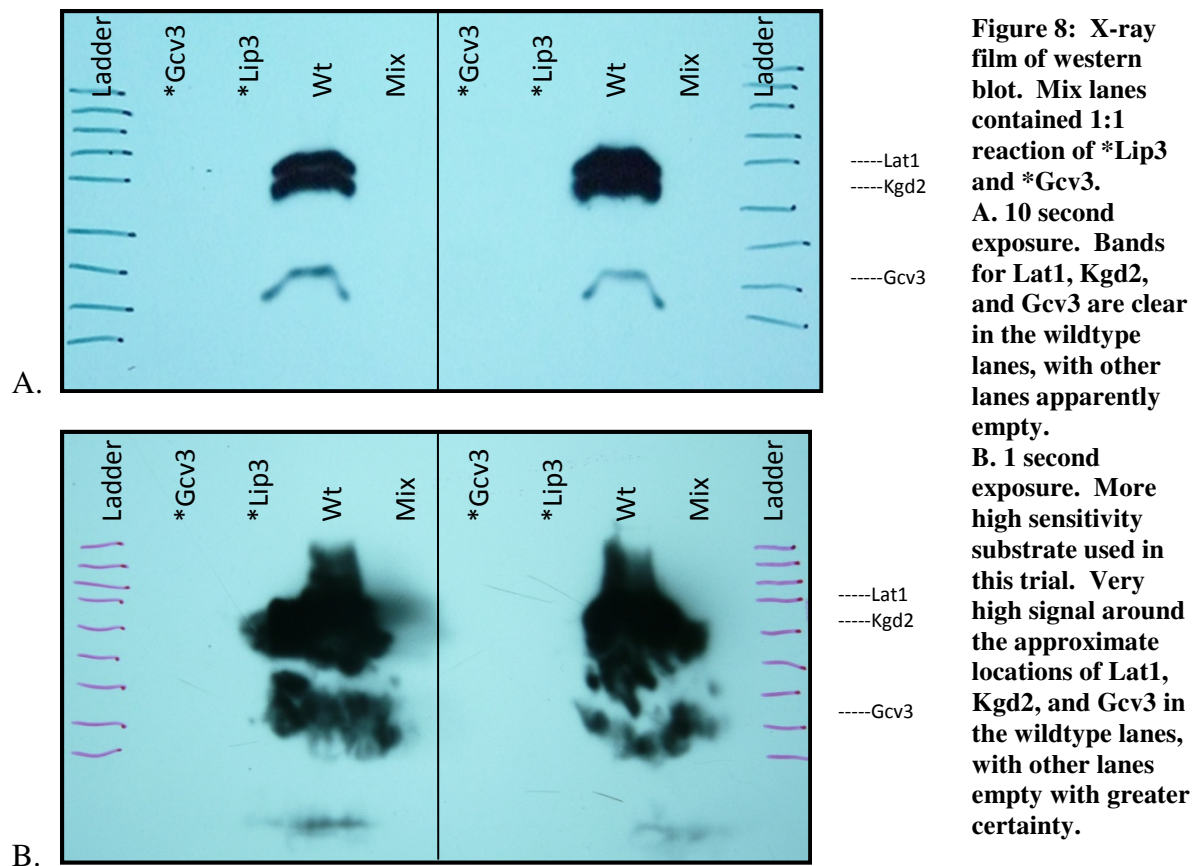 Ladder
*Gcv3
*Lip3
Wt
Mix
*Gcv3
*Lip3
Wt
Mix
Ladder
-----Lat1
-----Kgd2
-----Gcv3
A.
Ladder
*Gcv3
*Lip3
Wt
Mix
*Gcv3
*Lip3
Wt
Mix
Ladder
-----Lat1
-----Kgd2
-----Gcv3
B.
Figure 8: X-ray
film of western
blot. Mix lanes
contained 1:1
reaction of *Lip3
and *Gcv3.
A. 10 second
exposure. Bands
for Lat1, Kgd2,
and Gcv3 are clear
in the wildtype
lanes, with other
lanes apparently
empty.
B. 1 second
exposure. More
high sensitivity
substrate used in
this trial. Very
high signal around
the approximate
locations of Lat1,
Kgd2, and Gcv3 in
the wildtype lanes,
with other lanes
empty with greater
certainty.